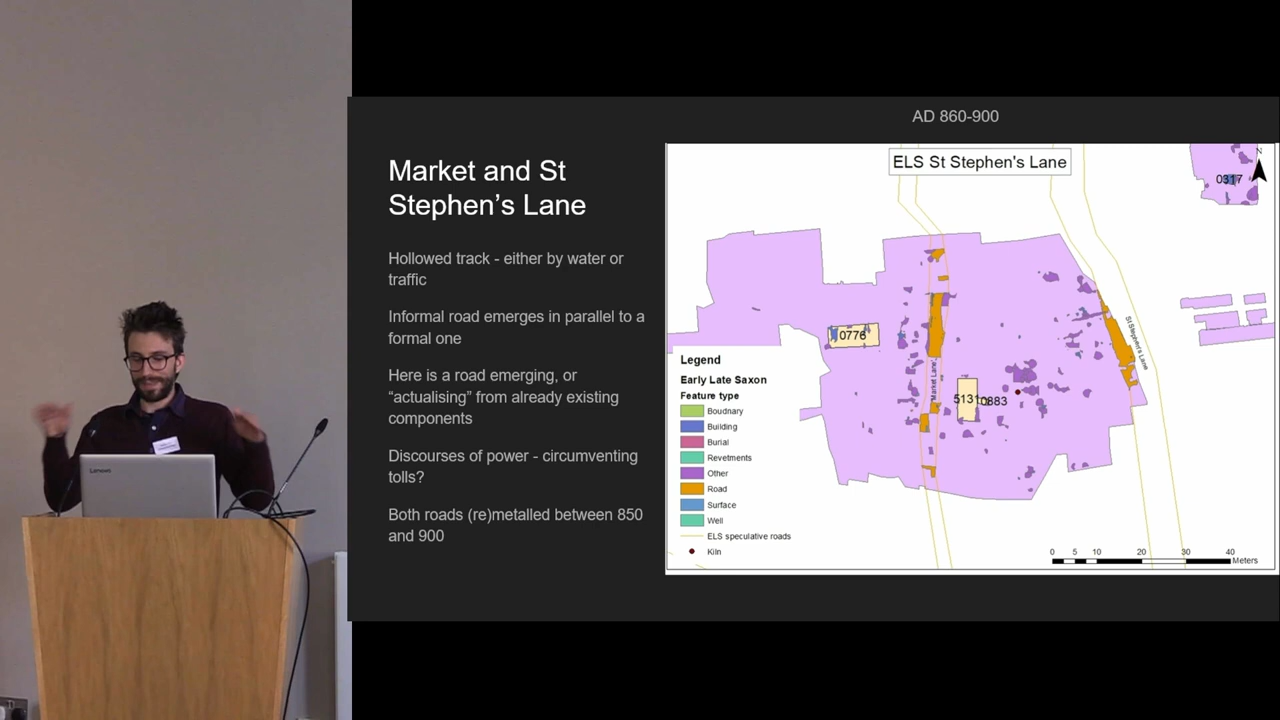 AD 860-900
Market and St
Stephen's Lane
Hollowed track - either by water or
traffic
Informal road emerges in parallel to a
formal one
Here is a road emerging, or
“actualising” from already existing
components
Discourses of power - circumventing
tolls?
Both roads (re)metalled between 850
and 900
ELS St Stephen's Lane
N
0317
0776
Market Lane
St Stephen's Lane
5131
0883
Legend
Early Late Saxon
Feature type
Boudnary
Building
Burial
Revetments
Other
Road
Surface
Well
ELS speculative roads
Kiln
0 5 10 20 30 40
Meters
Lenovo